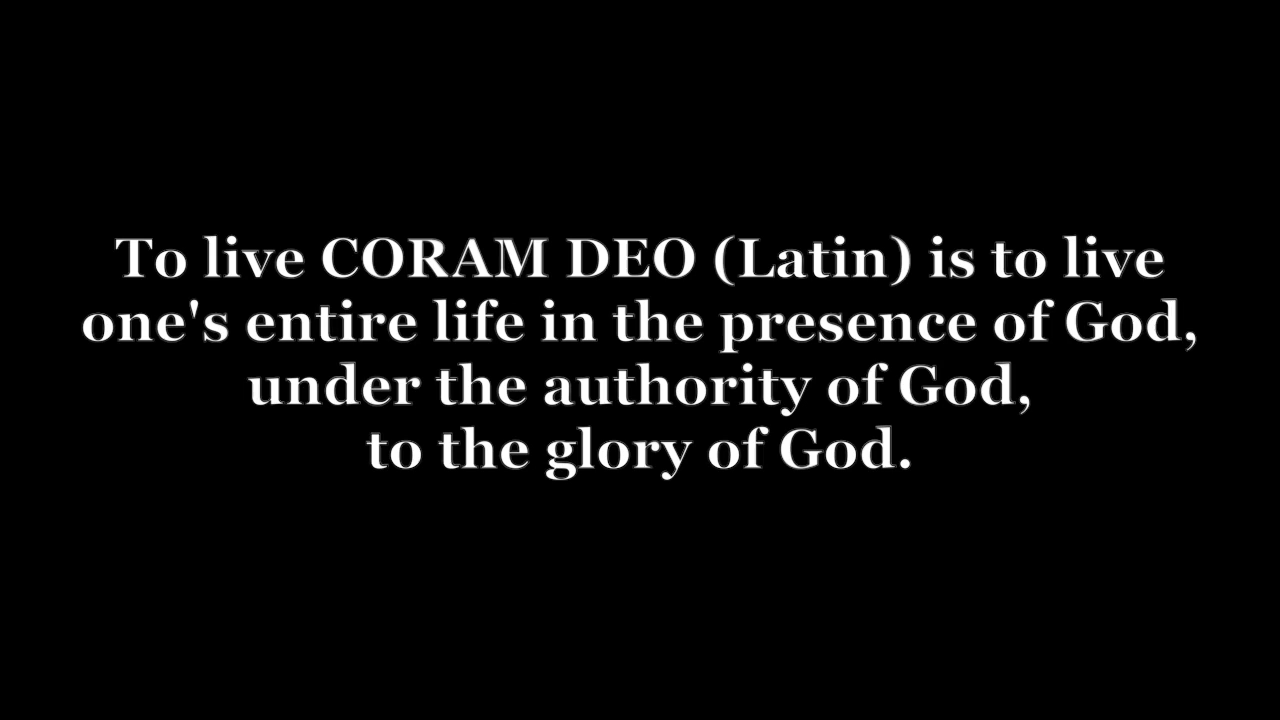 To live CORAM DEO (Latin) is to live
one's entire life in the presence of God,
under the authority of God,
to the glory of God.